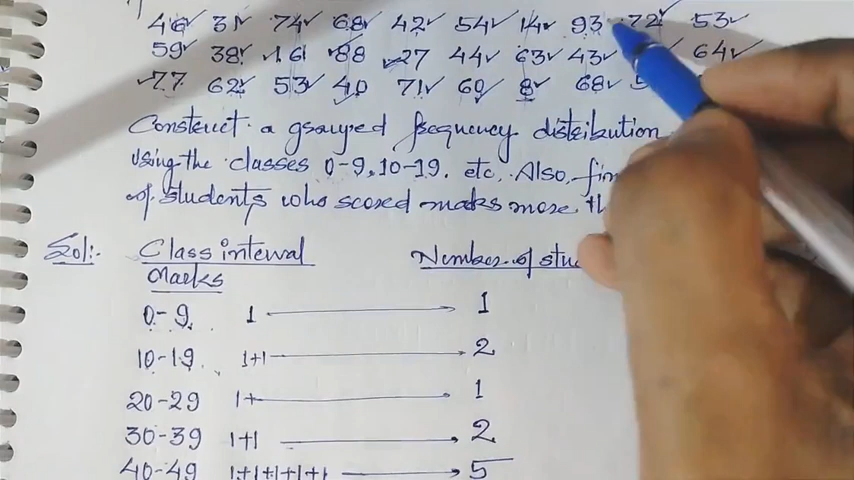 46✓ 31✓ 74✓ 68✓ 42✓ 54✓ 14✓ 93 72✓ 53✓
59✓ 38✓ 16✓ 88 27 44✓ 63✓ 43✓ 64✓
77 62✓ 53✓ 40 71✓ 60 8✓ 68✓ 5
Construct a grouped frequency distribution
using the classes 0-9, 10-19. etc. Also, fin
of students who scored maks more th
Sol:- Class interval Number of stu
Marks
0-9 1 → 1
10-19 1+1 → 2
20-29 1+ → 1
30-39 1+1 → 2
40-49 1+1+1+1+1 → 5